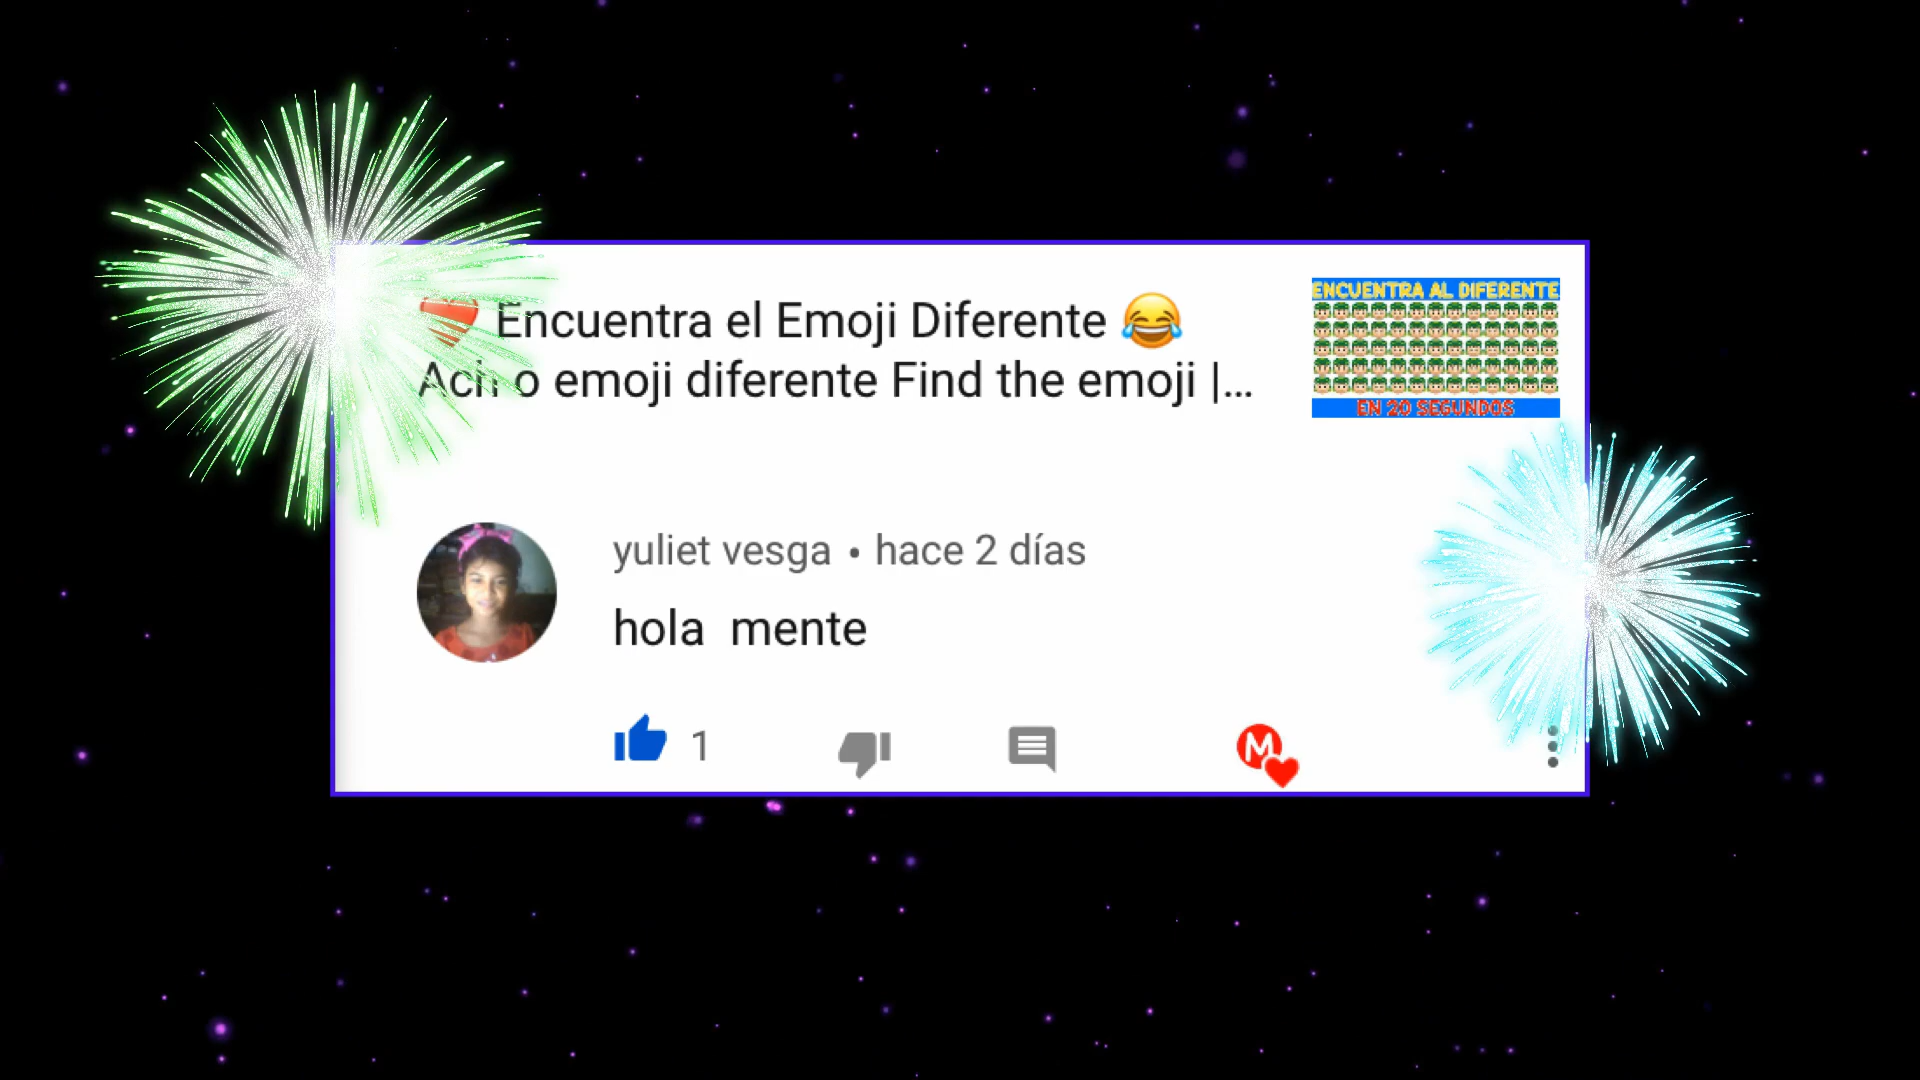 Encuentra el Emoji Diferente 😂
Ach o emoji diferente Find the emoji |...
ENCUENTRA AL DIFERENTE
EN 20 SEGUNDOS
yuliet vesga • hace 2 días
hola mente
1
M